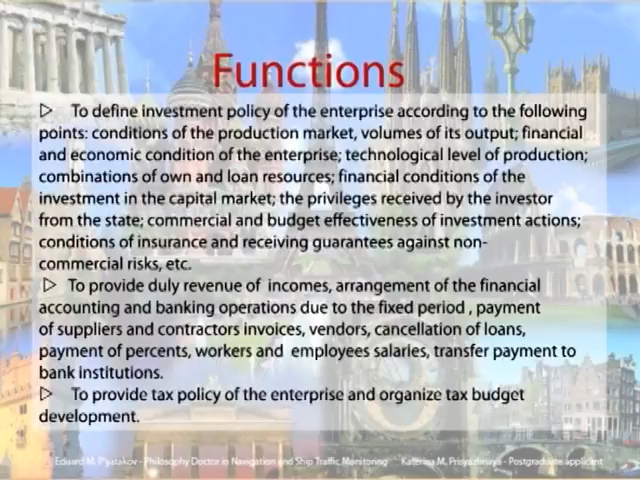 Functions
▷ To define investment policy of the enterprise according to the following
points: conditions of the production market, volumes of its output; financial
and economic condition of the enterprise; technological level of production;
combinations of own and loan resources; financial conditions of the
investment in the capital market; the privileges received by the investor
from the state; commercial and budget effectiveness of investment actions;
conditions of insurance and receiving guarantees against non-
commercial risks, etc.
▷ To provide duly revenue of incomes, arrangement of the financial
accounting and banking operations due to the fixed period , payment
of suppliers and contractors invoices, vendors, cancellation of loans,
payment of percents, workers and employees salaries, transfer payment to
bank institutions.
▷ To provide tax policy of the enterprise and organize tax budget
development.
Eduard M. P'yatakov - Philosophy Doctor in Navigation and Ship Traffic Monitoring Katerina M. - Postgraduate applicant